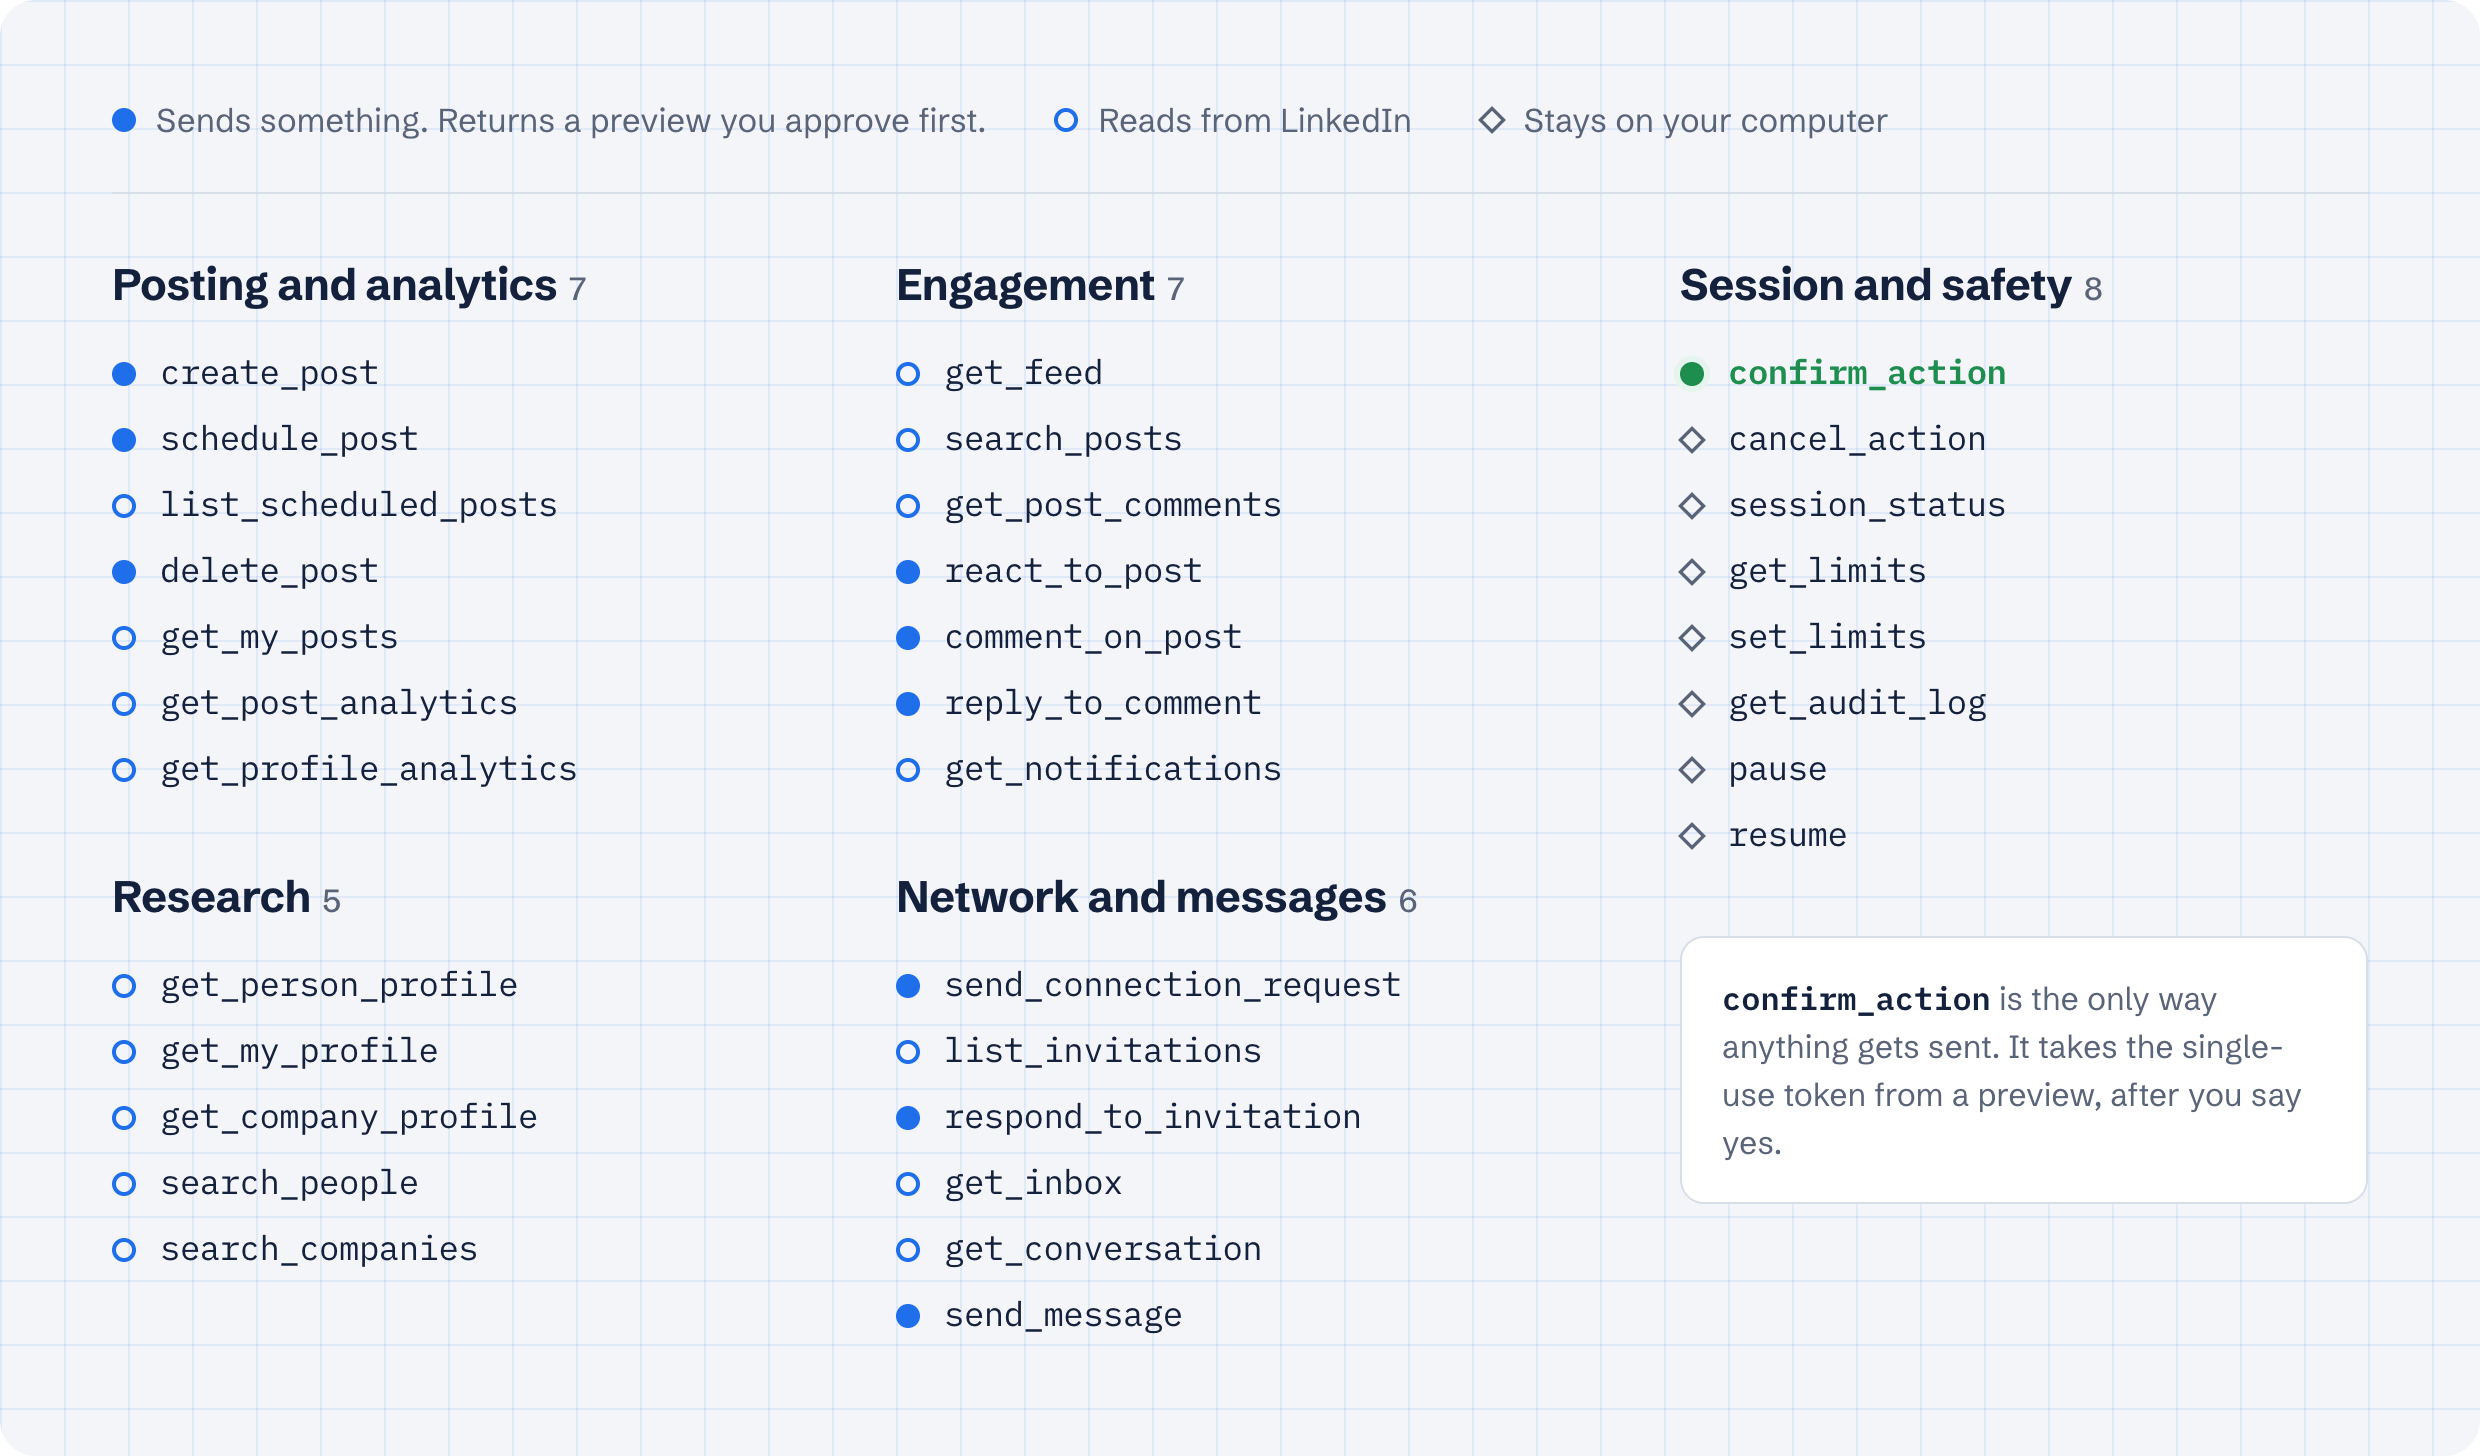 Sends something. Returns a preview you approve first.
Reads from LinkedIn
Stays on your computer
Posting and analytics 7
create_post
schedule_post
list_scheduled_posts
delete_post
get_my_posts
get_post_analytics
get_profile_analytics
Engagement 7
get_feed
search_posts
get_post_comments
react_to_post
comment_on_post
reply_to_comment
get_notifications
Session and safety 8
confirm_action
cancel_action
session_status
get_limits
set_limits
get_audit_log
pause
resume
Research 5
get_person_profile
get_my_profile
get_company_profile
search_people
search_companies
Network and messages 6
send_connection_request
list_invitations
respond_to_invitation
get_inbox
get_conversation
send_message
confirm_action is the only way
anything gets sent. It takes the single-
use token from a preview, after you say
yes.